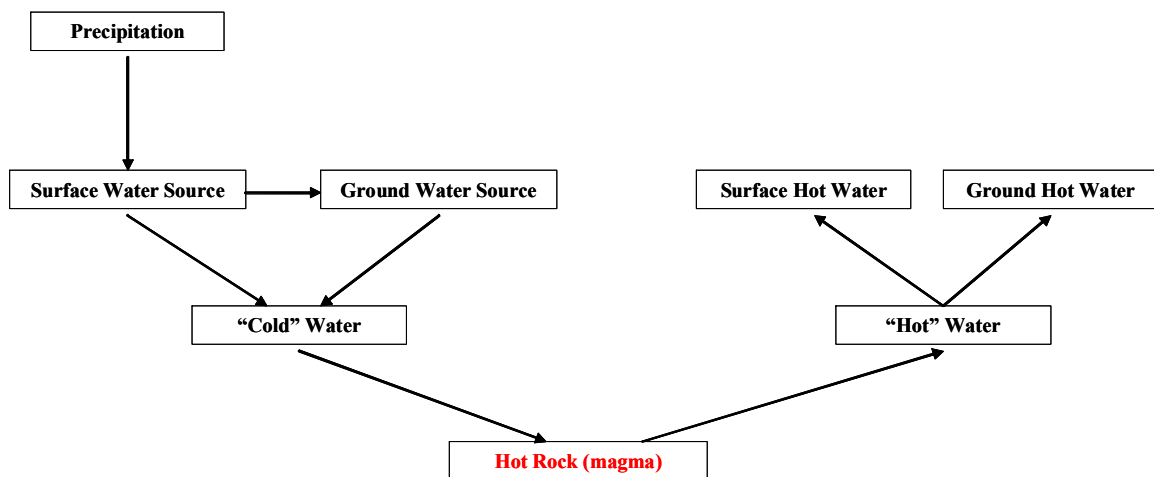 Precipitation
Surface Water Source
Ground Water Source
Surface Hot Water
Ground Hot Water
“Cold” Water
“Hot” Water
Hot Rock (magma)